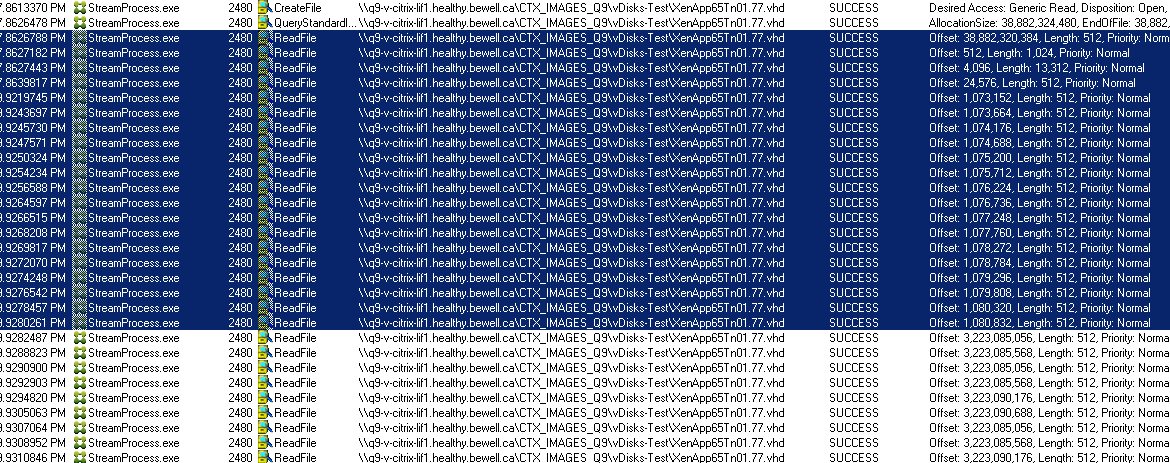 7.8613370 PM StreamProcess.exe 2480 CreateFile \\q9-v-citrix-lif1.healthy.bewell.ca\CTX_IMAGES_Q9\vDisks-Test\XenApp65Tn01.77.vhd SUCCESS Desired Access: Generic Read, Disposition: Open,
7.8626478 PM StreamProcess.exe 2480 QueryStandardI... \\q9-v-citrix-lif1.healthy.bewell.ca\CTX_IMAGES_Q9\vDisks-Test\XenApp65Tn01.77.vhd SUCCESS AllocationSize: 38,882,324,480, EndOfFile: 38,882,
7.8626788 PM StreamProcess.exe 2480 ReadFile \\q9-v-citrix-lif1.healthy.bewell.ca\CTX_IMAGES_Q9\vDisks-Test\XenApp65Tn01.77.vhd SUCCESS Offset: 38,882,320,384, Length: 512, Priority: Norm
7.8627182 PM StreamProcess.exe 2480 ReadFile \\q9-v-citrix-lif1.healthy.bewell.ca\CTX_IMAGES_Q9\vDisks-Test\XenApp65Tn01.77.vhd SUCCESS Offset: 512, Length: 1,024, Priority: Normal
7.8627443 PM StreamProcess.exe 2480 ReadFile \\q9-v-citrix-lif1.healthy.bewell.ca\CTX_IMAGES_Q9\vDisks-Test\XenApp65Tn01.77.vhd SUCCESS Offset: 4,096, Length: 13,312, Priority: Normal
7.8639817 PM StreamProcess.exe 2480 ReadFile \\q9-v-citrix-lif1.healthy.bewell.ca\CTX_IMAGES_Q9\vDisks-Test\XenApp65Tn01.77.vhd SUCCESS Offset: 24,576, Length: 512, Priority: Normal
9.9219745 PM StreamProcess.exe 2480 ReadFile \\q9-v-citrix-lif1.healthy.bewell.ca\CTX_IMAGES_Q9\vDisks-Test\XenApp65Tn01.77.vhd SUCCESS Offset: 1,073,152, Length: 512, Priority: Normal
9.9243697 PM StreamProcess.exe 2480 ReadFile \\q9-v-citrix-lif1.healthy.bewell.ca\CTX_IMAGES_Q9\vDisks-Test\XenApp65Tn01.77.vhd SUCCESS Offset: 1,073,664, Length: 512, Priority: Normal
9.9245730 PM StreamProcess.exe 2480 ReadFile \\q9-v-citrix-lif1.healthy.bewell.ca\CTX_IMAGES_Q9\vDisks-Test\XenApp65Tn01.77.vhd SUCCESS Offset: 1,074,176, Length: 512, Priority: Normal
9.9247571 PM StreamProcess.exe 2480 ReadFile \\q9-v-citrix-lif1.healthy.bewell.ca\CTX_IMAGES_Q9\vDisks-Test\XenApp65Tn01.77.vhd SUCCESS Offset: 1,074,688, Length: 512, Priority: Normal
9.9250324 PM StreamProcess.exe 2480 ReadFile \\q9-v-citrix-lif1.healthy.bewell.ca\CTX_IMAGES_Q9\vDisks-Test\XenApp65Tn01.77.vhd SUCCESS Offset: 1,075,200, Length: 512, Priority: Normal
9.9254234 PM StreamProcess.exe 2480 ReadFile \\q9-v-citrix-lif1.healthy.bewell.ca\CTX_IMAGES_Q9\vDisks-Test\XenApp65Tn01.77.vhd SUCCESS Offset: 1,075,712, Length: 512, Priority: Normal
9.9256588 PM StreamProcess.exe 2480 ReadFile \\q9-v-citrix-lif1.healthy.bewell.ca\CTX_IMAGES_Q9\vDisks-Test\XenApp65Tn01.77.vhd SUCCESS Offset: 1,076,224, Length: 512, Priority: Normal
9.9264597 PM StreamProcess.exe 2480 ReadFile \\q9-v-citrix-lif1.healthy.bewell.ca\CTX_IMAGES_Q9\vDisks-Test\XenApp65Tn01.77.vhd SUCCESS Offset: 1,076,736, Length: 512, Priority: Normal
9.9266515 PM StreamProcess.exe 2480 ReadFile \\q9-v-citrix-lif1.healthy.bewell.ca\CTX_IMAGES_Q9\vDisks-Test\XenApp65Tn01.77.vhd SUCCESS Offset: 1,077,248, Length: 512, Priority: Normal
9.9268208 PM StreamProcess.exe 2480 ReadFile \\q9-v-citrix-lif1.healthy.bewell.ca\CTX_IMAGES_Q9\vDisks-Test\XenApp65Tn01.77.vhd SUCCESS Offset: 1,077,760, Length: 512, Priority: Normal
9.9269817 PM StreamProcess.exe 2480 ReadFile \\q9-v-citrix-lif1.healthy.bewell.ca\CTX_IMAGES_Q9\vDisks-Test\XenApp65Tn01.77.vhd SUCCESS Offset: 1,078,272, Length: 512, Priority: Normal
9.9272070 PM StreamProcess.exe 2480 ReadFile \\q9-v-citrix-lif1.healthy.bewell.ca\CTX_IMAGES_Q9\vDisks-Test\XenApp65Tn01.77.vhd SUCCESS Offset: 1,078,784, Length: 512, Priority: Normal
9.9274248 PM StreamProcess.exe 2480 ReadFile \\q9-v-citrix-lif1.healthy.bewell.ca\CTX_IMAGES_Q9\vDisks-Test\XenApp65Tn01.77.vhd SUCCESS Offset: 1,079,296, Length: 512, Priority: Normal
9.9276542 PM StreamProcess.exe 2480 ReadFile \\q9-v-citrix-lif1.healthy.bewell.ca\CTX_IMAGES_Q9\vDisks-Test\XenApp65Tn01.77.vhd SUCCESS Offset: 1,079,808, Length: 512, Priority: Normal
9.9278457 PM StreamProcess.exe 2480 ReadFile \\q9-v-citrix-lif1.healthy.bewell.ca\CTX_IMAGES_Q9\vDisks-Test\XenApp65Tn01.77.vhd SUCCESS Offset: 1,080,320, Length: 512, Priority: Normal
9.9280261 PM StreamProcess.exe 2480 ReadFile \\q9-v-citrix-lif1.healthy.bewell.ca\CTX_IMAGES_Q9\vDisks-Test\XenApp65Tn01.77.vhd SUCCESS Offset: 1,080,832, Length: 512, Priority: Normal
9.9282487 PM StreamProcess.exe 2480 ReadFile \\q9-v-citrix-lif1.healthy.bewell.ca\CTX_IMAGES_Q9\vDisks-Test\XenApp65Tn01.77.vhd SUCCESS Offset: 3,223,085,056, Length: 512, Priority: Norma
9.9288823 PM StreamProcess.exe 2480 ReadFile \\q9-v-citrix-lif1.healthy.bewell.ca\CTX_IMAGES_Q9\vDisks-Test\XenApp65Tn01.77.vhd SUCCESS Offset: 3,223,085,568, Length: 512, Priority: Norma
9.9290900 PM StreamProcess.exe 2480 ReadFile \\q9-v-citrix-lif1.healthy.bewell.ca\CTX_IMAGES_Q9\vDisks-Test\XenApp65Tn01.77.vhd SUCCESS Offset: 3,223,085,056, Length: 512, Priority: Norma
9.9292903 PM StreamProcess.exe 2480 ReadFile \\q9-v-citrix-lif1.healthy.bewell.ca\CTX_IMAGES_Q9\vDisks-Test\XenApp65Tn01.77.vhd SUCCESS Offset: 3,223,085,568, Length: 512, Priority: Norma
9.9294820 PM StreamProcess.exe 2480 ReadFile \\q9-v-citrix-lif1.healthy.bewell.ca\CTX_IMAGES_Q9\vDisks-Test\XenApp65Tn01.77.vhd SUCCESS Offset: 3,223,090,176, Length: 512, Priority: Norma
9.9305063 PM StreamProcess.exe 2480 ReadFile \\q9-v-citrix-lif1.healthy.bewell.ca\CTX_IMAGES_Q9\vDisks-Test\XenApp65Tn01.77.vhd SUCCESS Offset: 3,223,090,688, Length: 512, Priority: Norma
9.9307064 PM StreamProcess.exe 2480 ReadFile \\q9-v-citrix-lif1.healthy.bewell.ca\CTX_IMAGES_Q9\vDisks-Test\XenApp65Tn01.77.vhd SUCCESS Offset: 3,223,085,056, Length: 512, Priority: Norma
9.9308952 PM StreamProcess.exe 2480 ReadFile \\q9-v-citrix-lif1.healthy.bewell.ca\CTX_IMAGES_Q9\vDisks-Test\XenApp65Tn01.77.vhd SUCCESS Offset: 3,223,085,568, Length: 512, Priority: Norma
9.9310846 PM StreamProcess.exe 2480 ReadFile \\q9-v-citrix-lif1.healthy.bewell.ca\CTX_IMAGES_Q9\vDisks-Test\XenApp65Tn01.77.vhd SUCCESS Offset: 3,223,090,176, Length: 512, Priority: Norma